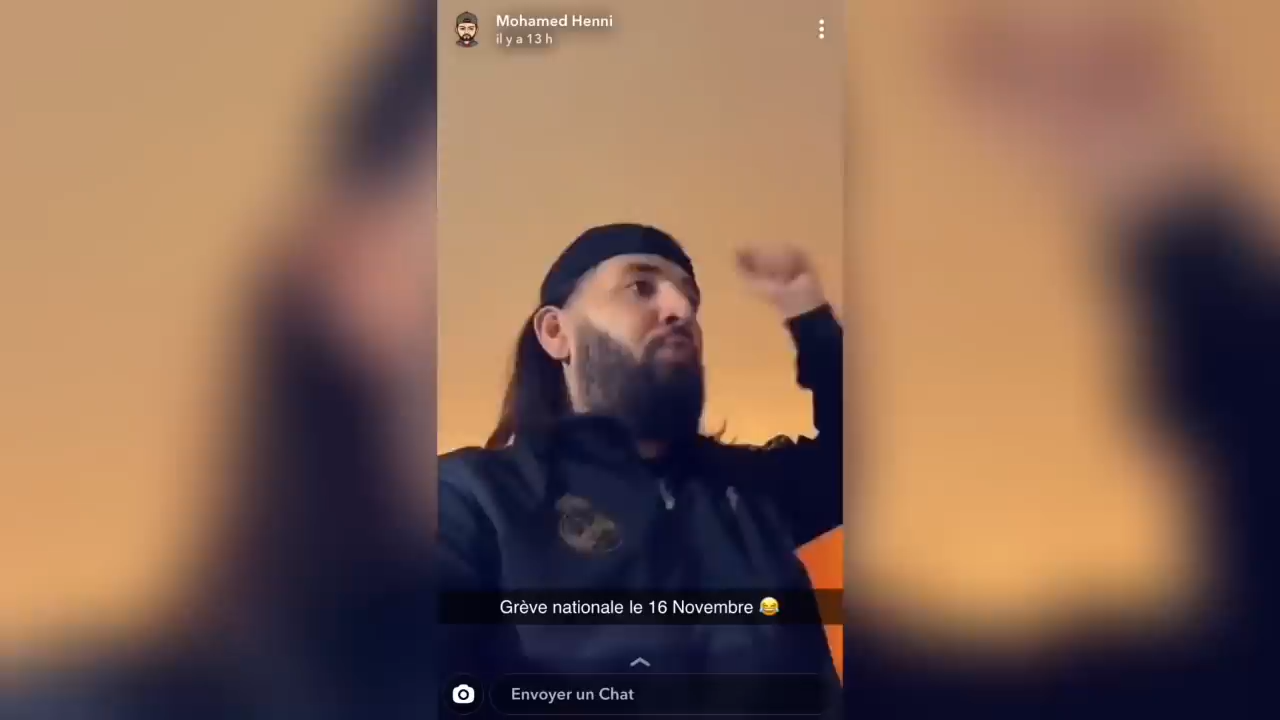 Mohamed Henni
il y a 13 h
Grève nationale le 16 Novembre 😂
Envoyer un Chat